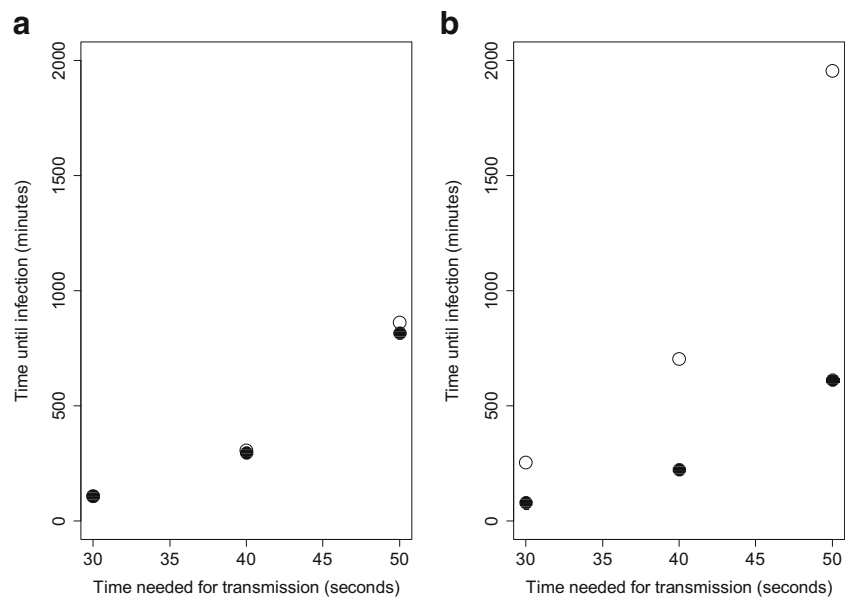 a
2000
1500
1000
500
0
Time until infection (minutes)
30 35 40 45 50
Time needed for transmission (seconds)
b
2000
1500
1000
500
0
Time until infection (minutes)
30 35 40 45 50
Time needed for transmission (seconds)